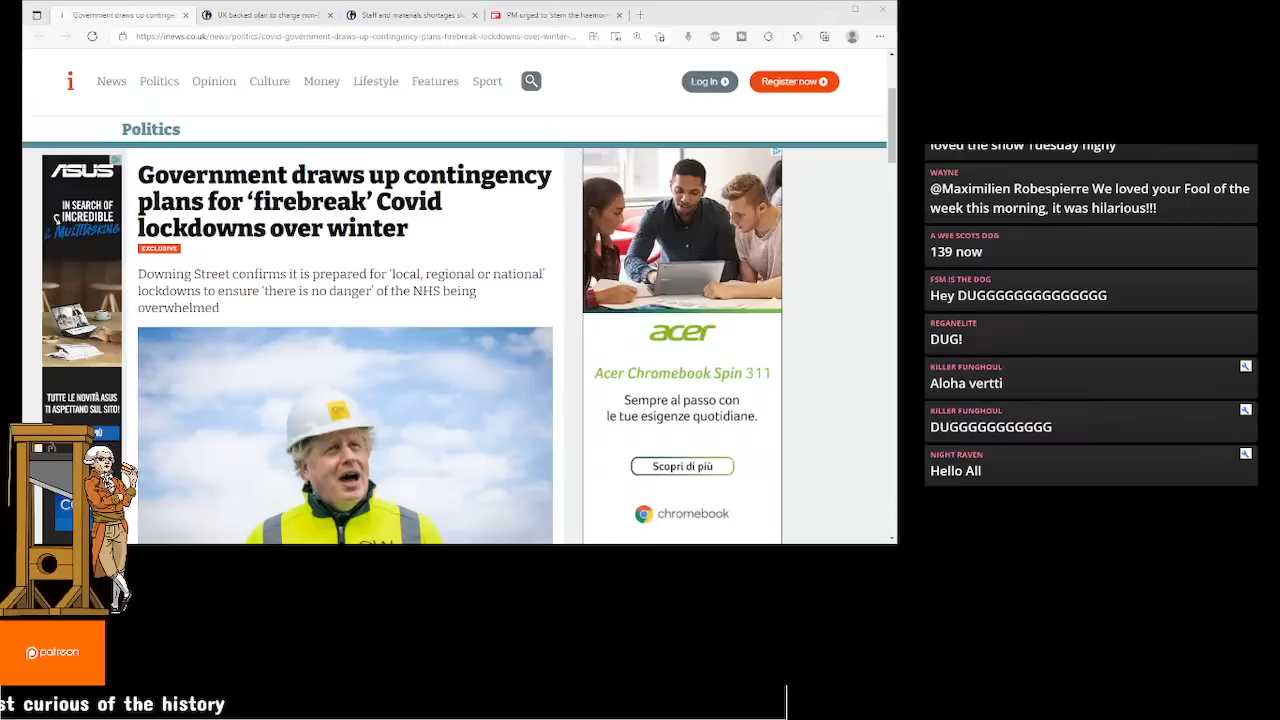 Government draws up continge
UK backed plan to charge non-
Staff and materials shortages
PM urged to 'stem the haemor
https://inews.co.uk/news/politics/covid-government-draws-up-contingency-plans-firebreak-lockdowns-over-winter-...
i
News
Politics
Opinion
Culture
Money
Lifestyle
Features
Sport
Log in
Register now
Politics
Government draws up contingency
plans for ‘firebreak’ Covid
lockdowns over winter
EXCLUSIVE
Downing Street confirms it is prepared for ‘local, regional or national’
lockdowns to ensure ‘there is no danger’ of the NHS being
overwhelmed
ASUS
IN SEARCH OF
INCREDIBLE
MULTITASKING
TUTTE LE NOVITÀ ASUS
TI ASPETTANO SUL SITO!
acer
Acer Chromebook Spin 311
Sempre al passo con
le tue esigenze quotidiane.
Scopri di più
chromebook
loved the show Tuesday
WAYNE
@Maximilien Robespierre We loved your Fool of the
week this morning, it was hilarious!!!
A WEE SCOTS DOG
139 now
FSM IS THE DOG
Hey DUGGGGGGGGGGGGGG
REGANELITE
DUG!
KILLER FUNGHOUL
Aloha vertti
KILLER FUNGHOUL
DUGGGGGGGGGGG
NIGHT RAVEN
Hello All
patreon
st curious of the history